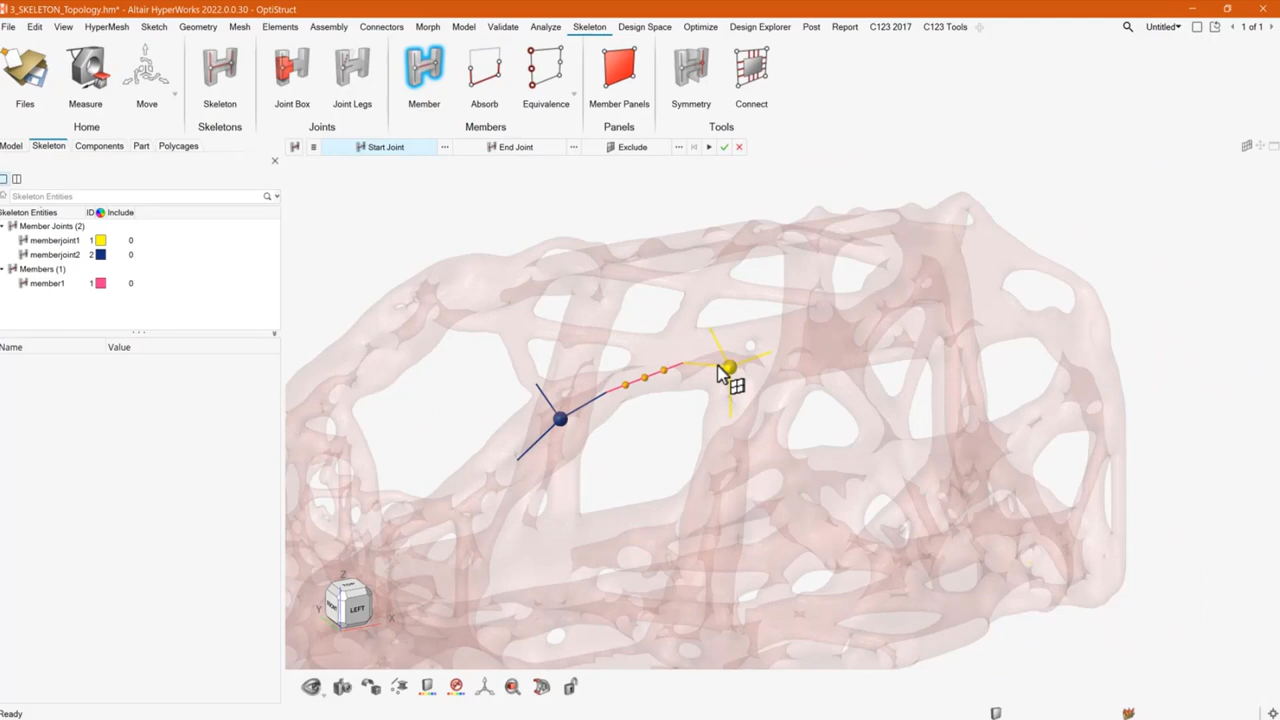 3_SKELETON_Topology.hm* - Altair HyperWorks 2022.0.0.30 - OptiStruct
File Edit View HyperMesh Sketch Geometry Mesh Elements Assembly Connectors Morph Model Validate Analyze Skeleton Design Space Optimize Design Explorer Post Report C123 2017 C123 Tools Untitled 1 of 1
Files Measure Move Skeleton Joint Box Joint Legs Member Absorb Equivalence Member Panels Symmetry Connect
Home Skeletons Joints Members Panels Tools
Model Skeleton Components Part Polycages Start Joint End Joint Exclude
Skeleton Entities
Skeleton Entities ID Include
Member Joints (2)
memberjoint1 1 0
memberjoint2 2 0
Members (1)
member1 1 0
Name Value
Z
TOP
LEFT
Y
X
Ready